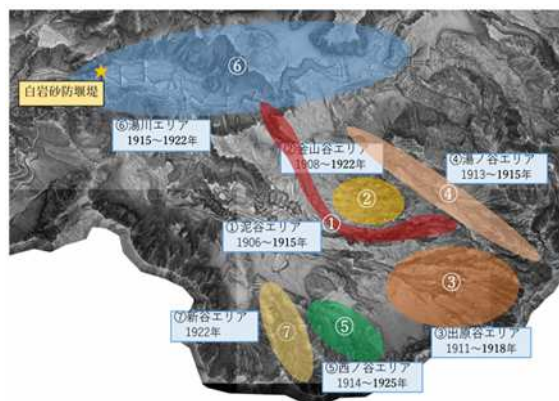 ⑥
白岩砂防堰堤
⑥湯川エリア
1915～1922年
②金山谷エリア
1908～1922年
④湯ノ谷エリア
1913～1915年
②
④
①泥谷エリア
1906～1915年
①
③
⑦新谷エリア
1922年
⑦
⑤
③出原谷エリア
1911～1918年
⑤西ノ谷エリア
1914～1925年